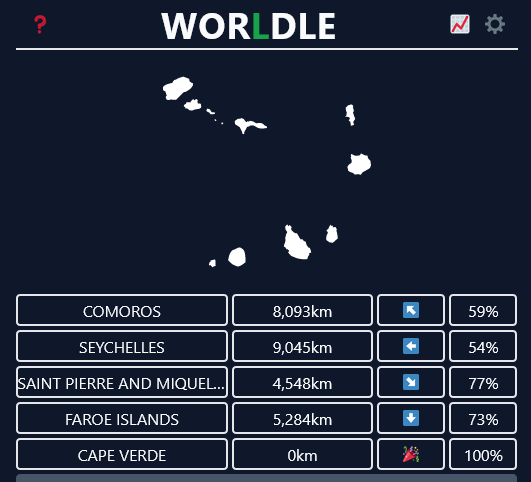 ?
WORLDLE
COMOROS 8,093km 59%
SEYCHELLES 9,045km 54%
SAINT PIERRE AND MIQUEL... 4,548km 77%
FAROE ISLANDS 5,284km 73%
CAPE VERDE 0km 100%